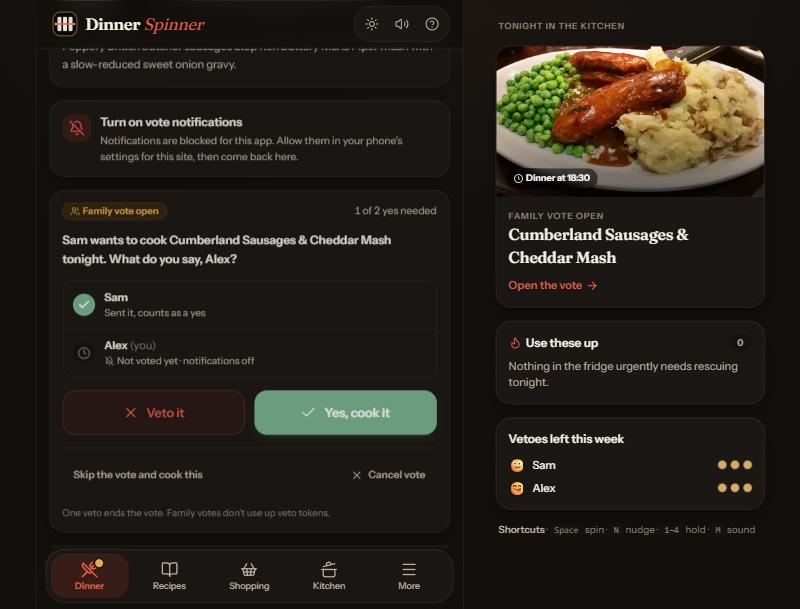 Dinner Spinner
Peppery British butcher sausages atop rich buttery Maris Piper mash with
a slow-reduced sweet onion gravy.
Turn on vote notifications
Notifications are blocked for this app. Allow them in your phone's
settings for this site, then come back here.
Family vote open
1 of 2 yes needed
Sam wants to cook Cumberland Sausages & Cheddar Mash
tonight. What do you say, Alex?
Sam
Sent it, counts as a yes
Alex (you)
Not voted yet · notifications off
Veto it
Yes, cook it
Skip the vote and cook this
Cancel vote
One veto ends the vote. Family votes don't use up veto tokens.
Dinner
Recipes
Shopping
Kitchen
More
TONIGHT IN THE KITCHEN
Dinner at 18:30
FAMILY VOTE OPEN
Cumberland Sausages &
Cheddar Mash
Open the vote →
Use these up
0
Nothing in the fridge urgently needs rescuing
tonight.
Vetoes left this week
Sam
Alex
Shortcuts · Space spin · N nudge · 1–4 hold · M sound